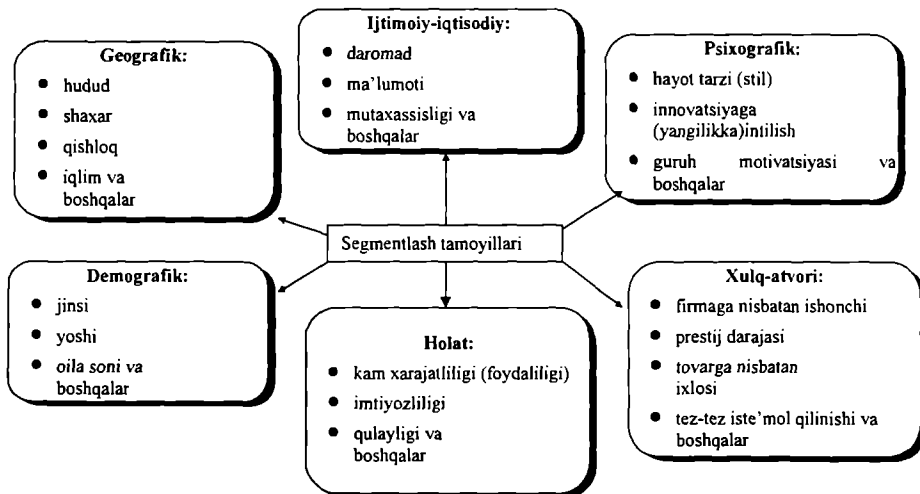 Geografik:
● hudud
● shaxar
● qishloq
● iqlim va
boshqalar
Ijtimoiy-iqtisodiy:
● daromad
● ma'lumoti
● mutaxassisligi va
boshqalar
Psixografik:
● hayot tarzi (stil)
● innovatsiyaga
(yangilikka)intilish
● guruh motivatsiyasi va
boshqalar
Segmentlash tamoyillari
Demografik:
● jinsi
● yoshi
● oila soni va
boshqalar
Holat:
● kam xarajatliligi (foydaliligi)
● imtiyozliligi
● qulayligi va
boshqalar
Xulq-atvori:
● firmaga nisbatan ishonchi
● prestij darajasi
● tovarga nisbatan
ixlosi
● tez-tez iste'mol qilinishi va
boshqalar